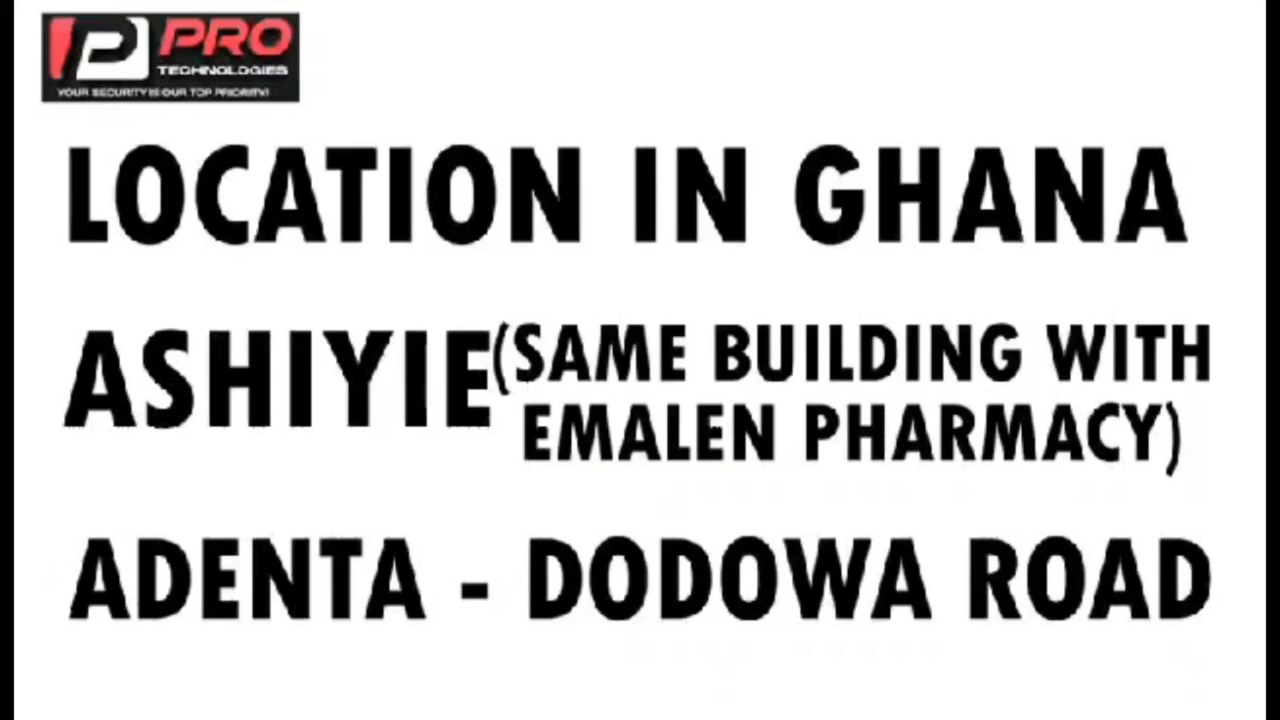 PRO
TECHNOLOGIES
YOUR SECURITY IS OUR TOP PRIORITY!
LOCATION IN GHANA
ASHIYIE (SAME BUILDING WITH
EMALEN PHARMACY)
ADENTA - DODOWA ROAD